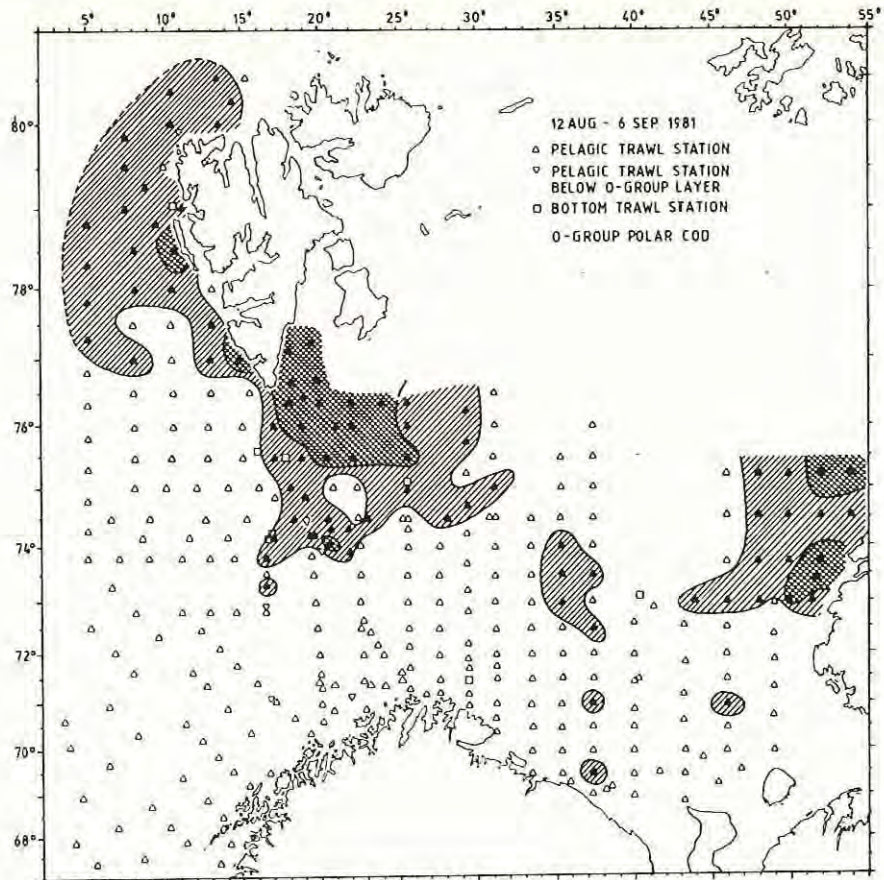 5° 10° 15° 20° 25° 30° 35° 40° 45° 50° 55°
80°
12 AUG - 6 SEP 1981
PELAGIC TRAWL STATION
PELAGIC TRAWL STATION
BELOW 0-GROUP LAYER
BOTTOM TRAWL STATION
0-GROUP POLAR COD
78°
76°
74°
72°
70°
68°